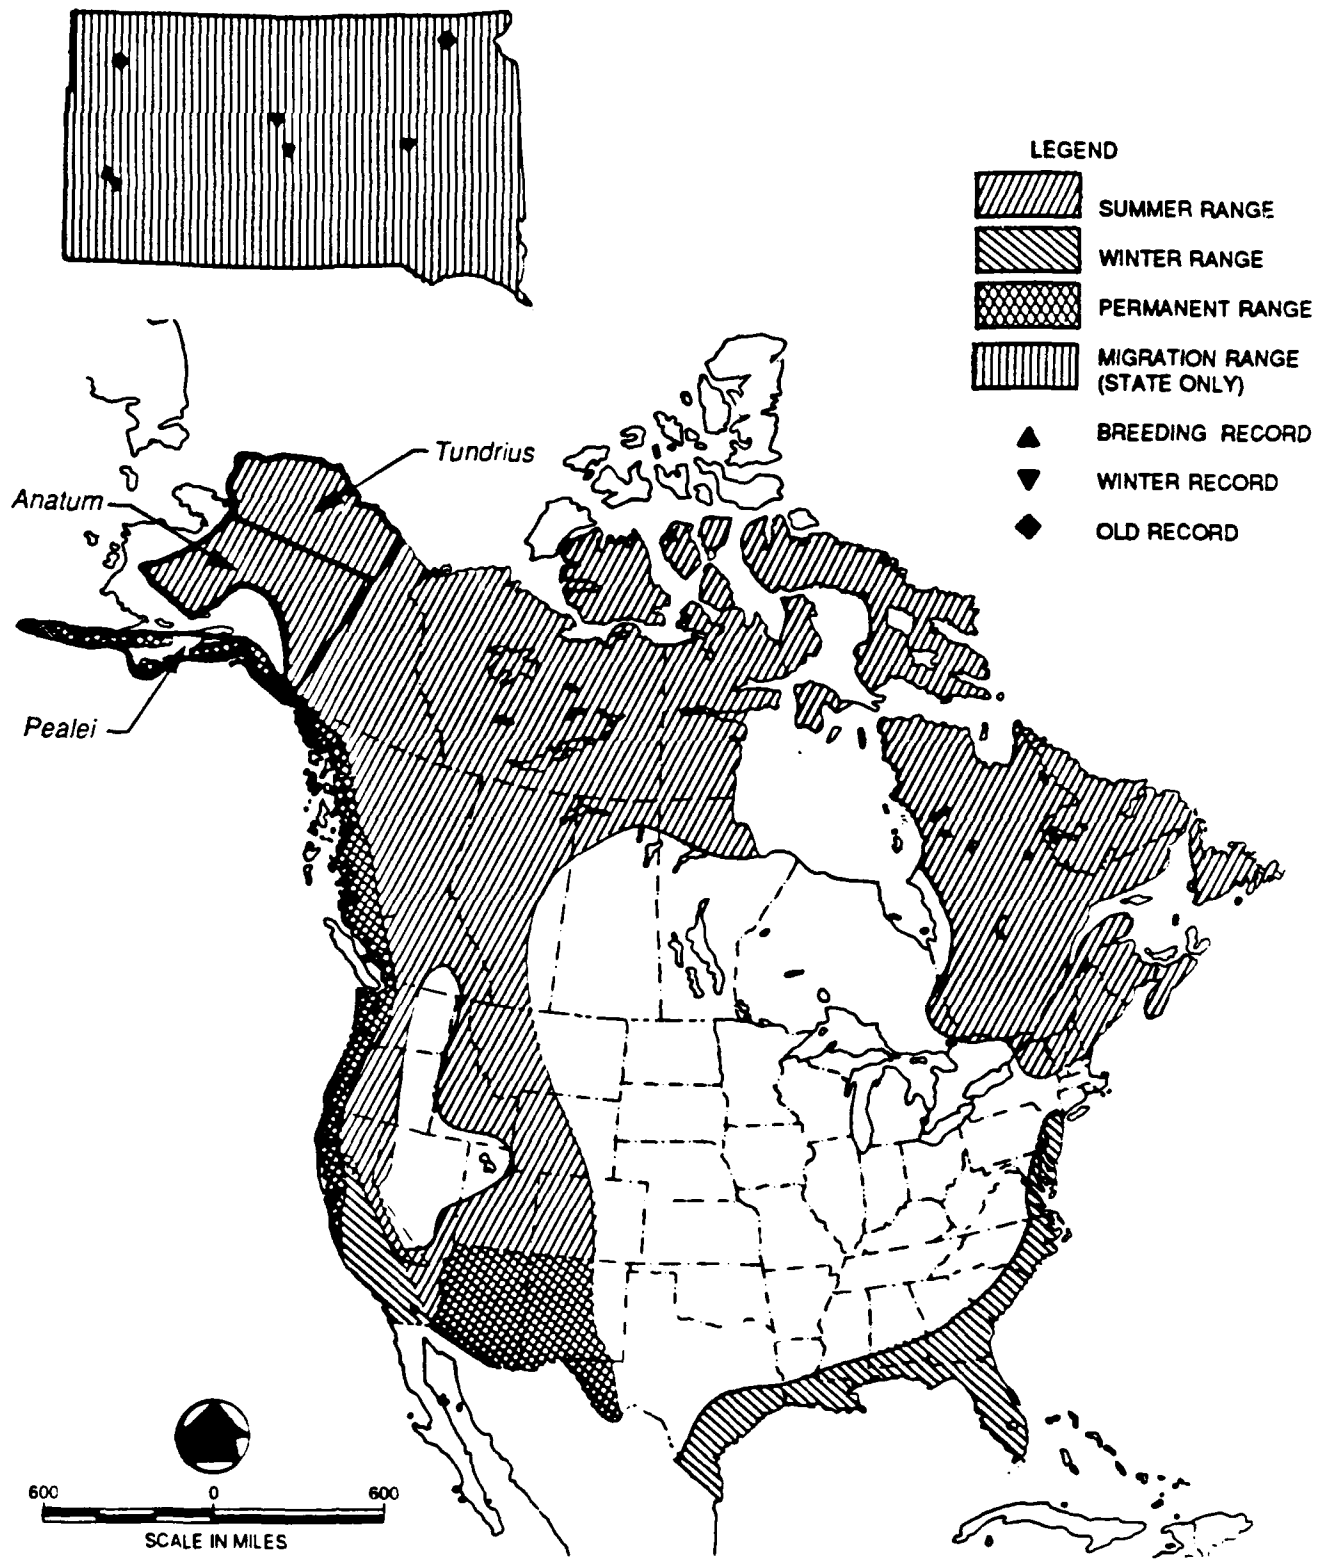 LEGEND
SUMMER RANGE
WINTER RANGE
PERMANENT RANGE
MIGRATION RANGE
(STATE ONLY)
BREEDING RECORD
WINTER RECORD
OLD RECORD
Tundrius
Anatum
Pealei
600 0 600
SCALE IN MILES